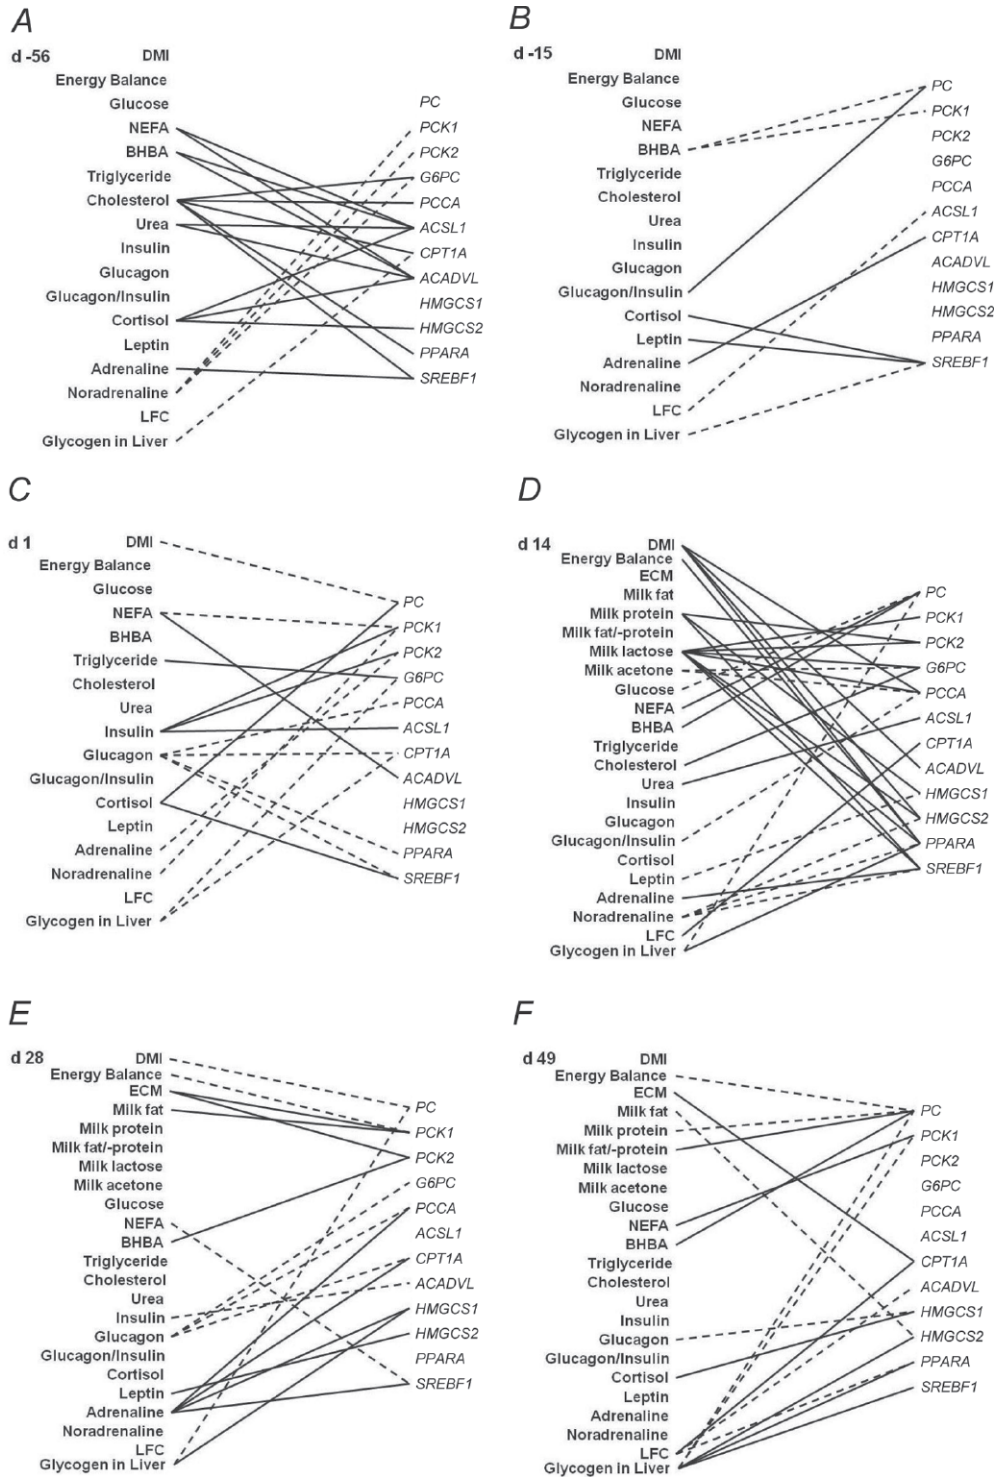 A
d -56
DMI
Energy Balance
Glucose
NEFA
BHBA
Triglyceride
Cholesterol
Urea
Insulin
Glucagon
Glucagon/Insulin
Cortisol
Leptin
Adrenaline
Noradrenaline
LFC
Glycogen in Liver
PC
PCK1
PCK2
G6PC
PCCA
ACSL1
CPT1A
ACADVL
HMGCS1
HMGCS2
PPARA
SREBF1
B
d -15
DMI
Energy Balance
Glucose
NEFA
BHBA
Triglyceride
Cholesterol
Urea
Insulin
Glucagon
Glucagon/Insulin
Cortisol
Leptin
Adrenaline
Noradrenaline
LFC
Glycogen in Liver
PC
PCK1
PCK2
G6PC
PCCA
ACSL1
CPT1A
ACADVL
HMGCS1
HMGCS2
PPARA
SREBF1
C
d 1
DMI
Energy Balance
Glucose
NEFA
BHBA
Triglyceride
Cholesterol
Urea
Insulin
Glucagon
Glucagon/Insulin
Cortisol
Leptin
Adrenaline
Noradrenaline
LFC
Glycogen in Liver
PC
PCK1
PCK2
G6PC
PCCA
ACSL1
CPT1A
ACADVL
HMGCS1
HMGCS2
PPARA
SREBF1
D
d 14
DMI
Energy Balance
ECM
Milk fat
Milk protein
Milk fat/-protein
Milk lactose
Milk acetone
Glucose
NEFA
BHBA
Triglyceride
Cholesterol
Urea
Insulin
Glucagon
Glucagon/Insulin
Cortisol
Leptin
Adrenaline
Noradrenaline
LFC
Glycogen in Liver
PC
PCK1
PCK2
G6PC
PCCA
ACSL1
CPT1A
ACADVL
HMGCS1
HMGCS2
PPARA
SREBF1
E
d 28
DMI
Energy Balance
ECM
Milk fat
Milk protein
Milk fat/-protein
Milk lactose
Milk acetone
Glucose
NEFA
BHBA
Triglyceride
Cholesterol
Urea
Insulin
Glucagon
Glucagon/Insulin
Cortisol
Leptin
Adrenaline
Noradrenaline
LFC
Glycogen in Liver
PC
PCK1
PCK2
G6PC
PCCA
ACSL1
CPT1A
ACADVL
HMGCS1
HMGCS2
PPARA
SREBF1
F
d 49
DMI
Energy Balance
ECM
Milk fat
Milk protein
Milk fat/-protein
Milk lactose
Milk acetone
Glucose
NEFA
BHBA
Triglyceride
Cholesterol
Urea
Insulin
Glucagon
Glucagon/Insulin
Cortisol
Leptin
Adrenaline
Noradrenaline
LFC
Glycogen in Liver
PC
PCK1
PCK2
G6PC
PCCA
ACSL1
CPT1A
ACADVL
HMGCS1
HMGCS2
PPARA
SREBF1